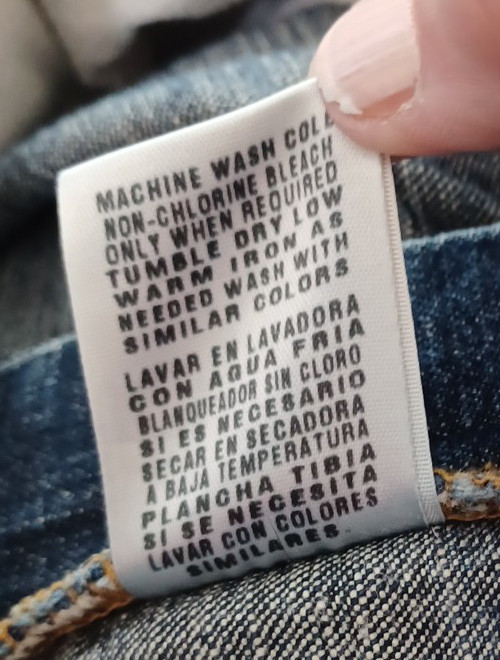 MACHINE WASH COLD
NON-CHLORINE BLEACH
ONLY WHEN REQUIRED
TUMBLE DRY LOW
WARM IRON AS
NEEDED WASH WITH
SIMILAR COLORS
LAVAR EN LAVADORA
CON AGUA FRIA
BLANQUEADOR SIN CLORO
SI ES NECESARIO
SECAR EN SECADORA
A BAJA TEMPERATURA
PLANCHA TIBIA
SI SE NECESITA
LAVAR CON COLORES
SIMILARES.